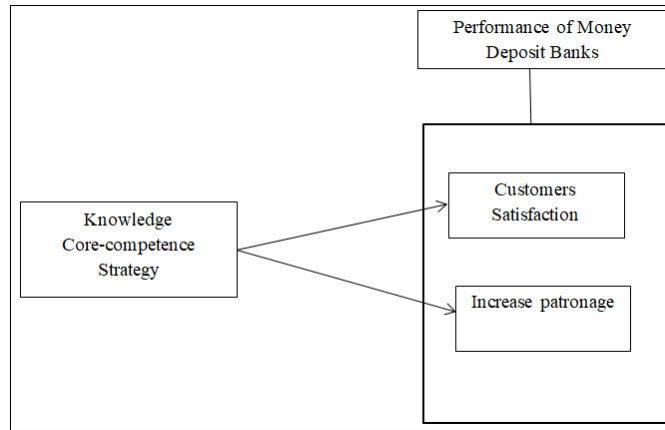 Performance of Money
Deposit Banks
Customers
Satisfaction
Knowledge
Core-competence
Strategy
Increase patronage